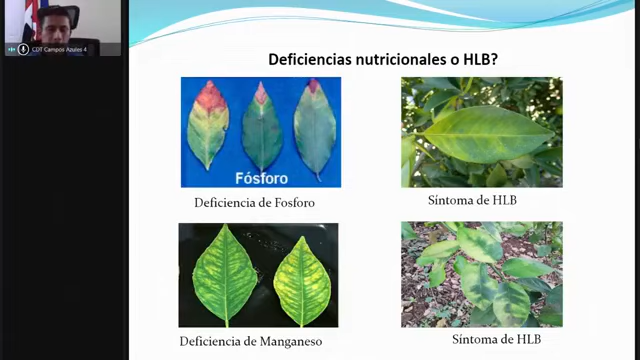 CDT Campos Azules 4
Deficiencias nutricionales o HLB?
Fósforo
Deficiencia de Fosforo
Síntoma de HLB
Deficiencia de Manganeso
Síntoma de HLB